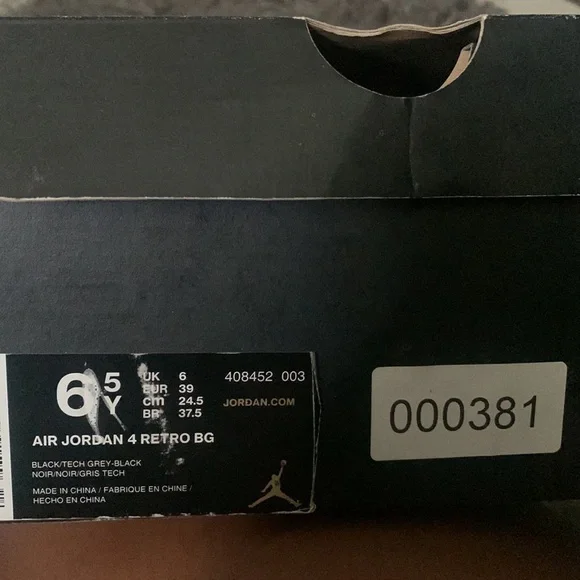 6.5Y
UK 6
EUR 39
cm 24.5
BR 37.5
408452 003
JORDAN.COM
AIR JORDAN 4 RETRO BG
BLACK/TECH GREY-BLACK
NOIR/NOIR/GRIS TECH
MADE IN CHINA / FABRIQUE EN CHINE /
HECHO EN CHINA
000381